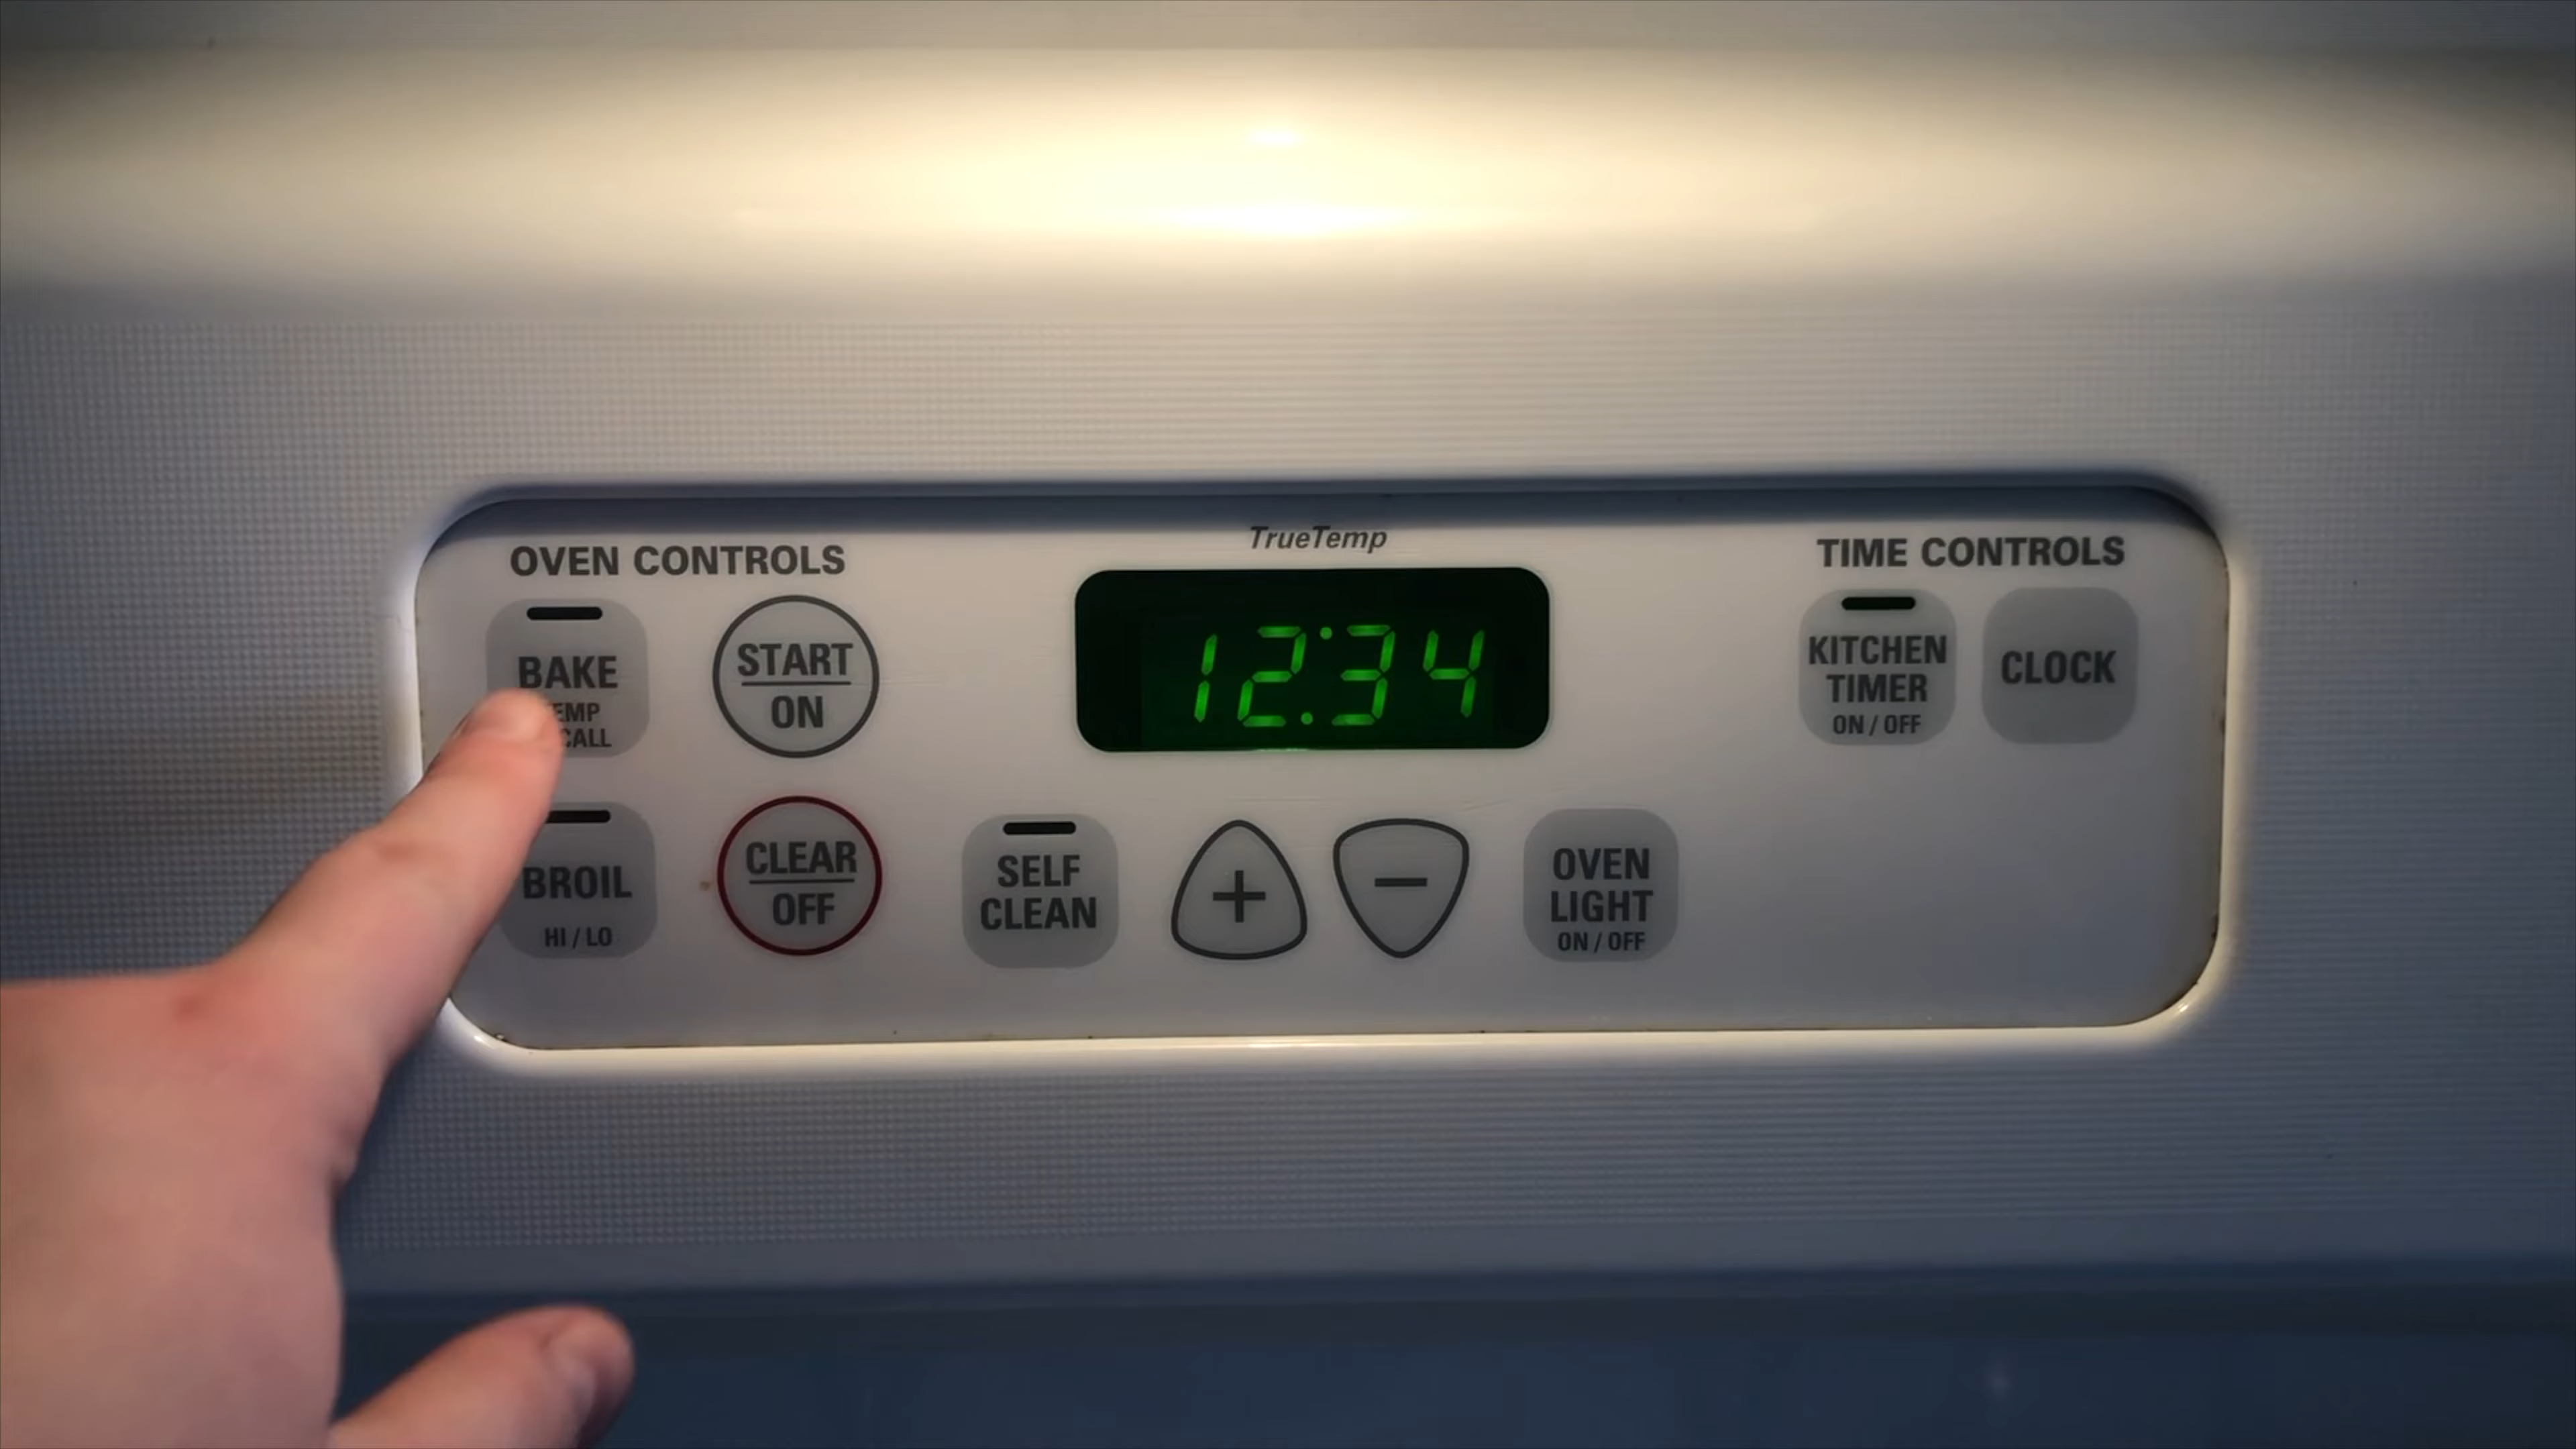 TrueTemp
OVEN CONTROLS
TIME CONTROLS
BAKE
START
ON
12:34
KITCHEN
TIMER
ON / OFF
CLOCK
BROIL
HI / LO
CLEAR
OFF
SELF
CLEAN
+
−
OVEN
LIGHT
ON / OFF